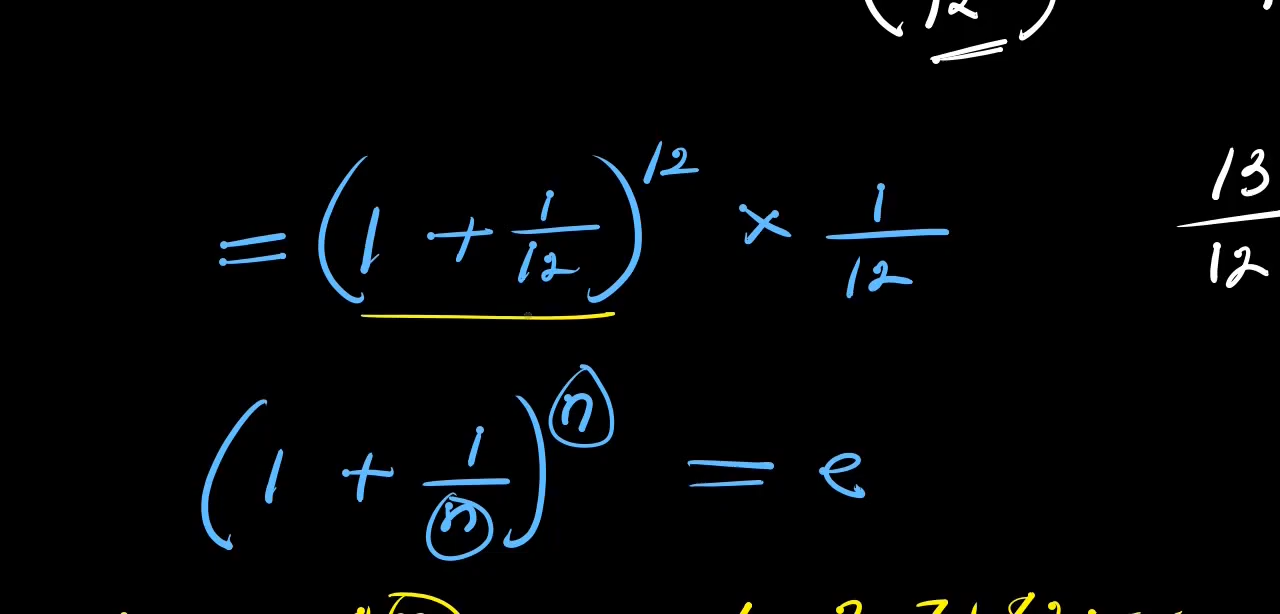 = (1 + 1/12)^12 × 1/12
13/12
(1 + 1/n)^n = e